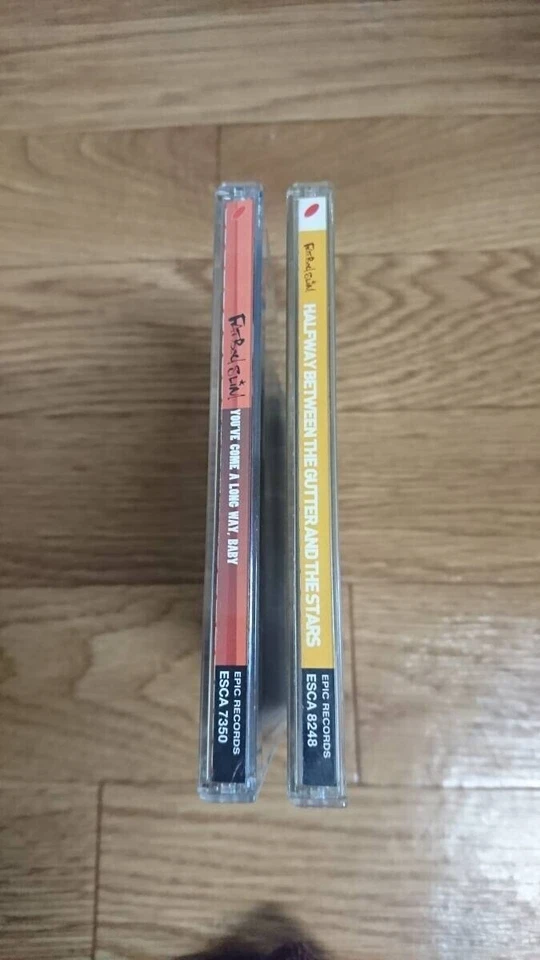 FATBOY SLIM
YOU'VE COME A LONG WAY, BABY
EPIC RECORDS
ESCA 7350
FATBOY SLIM
HALFWAY BETWEEN THE GUTTER AND THE STARS
EPIC RECORDS
ESCA 8248